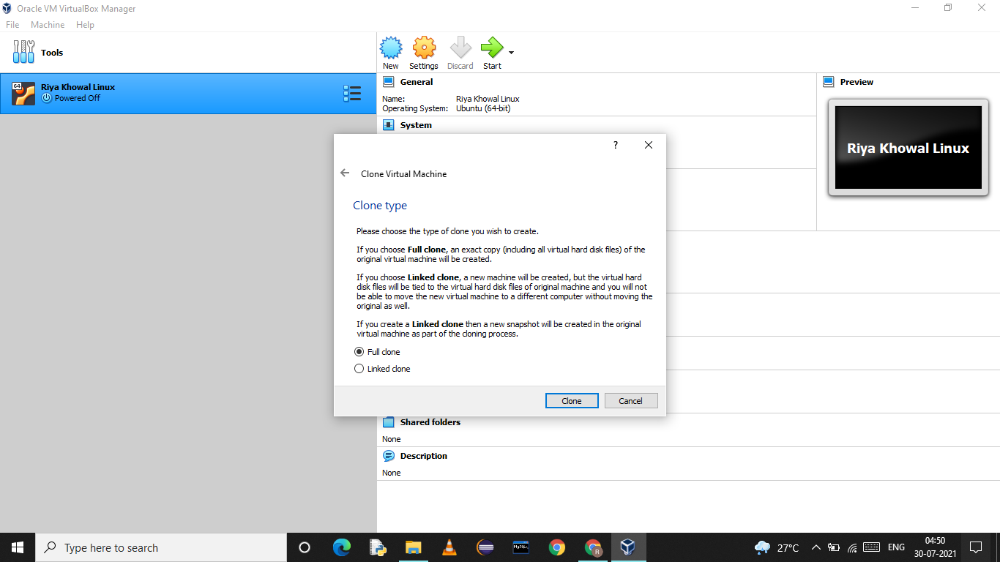 Oracle VM VirtualBox Manager
File Machine Help
Tools
New Settings Discard Start
64
Riya Khowal Linux
Powered Off
General
Name: Riya Khowal Linux
Operating System: Ubuntu (64-bit)
System
Preview
Riya Khowal Linux
?
Clone Virtual Machine
Clone type
Please choose the type of clone you wish to create.
If you choose Full clone, an exact copy (including all virtual hard disk files) of the
original virtual machine will be created.
If you choose Linked clone, a new machine will be created, but the virtual hard
disk files will be tied to the virtual hard disk files of original machine and you will not
be able to move the new virtual machine to a different computer without moving the
original as well.
If you create a Linked clone then a new snapshot will be created in the original
virtual machine as part of the cloning process.
Full clone
Linked clone
Clone Cancel
Shared folders
None
Description
None
Type here to search
MySQL
R
27°C
ENG
04:50
30-07-2021